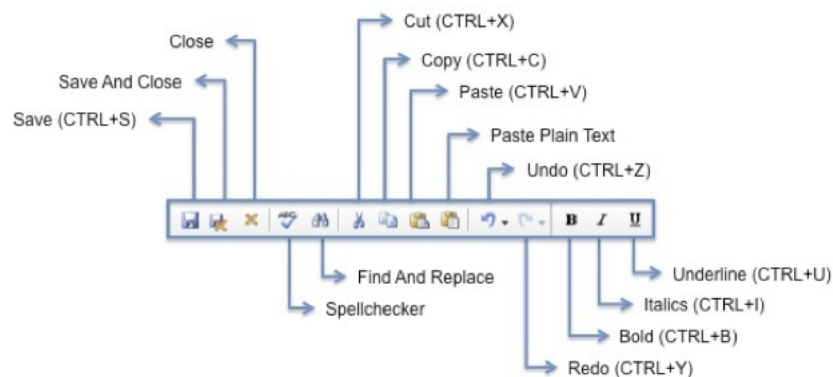 Cut (CTRL+X)
Close
Copy (CTRL+C)
Save And Close
Paste (CTRL+V)
Save (CTRL+S)
Paste Plain Text
Undo (CTRL+Z)
ABC
B I U
Find And Replace
Underline (CTRL+U)
Spellchecker
Italics (CTRL+I)
Bold (CTRL+B)
Redo (CTRL+Y)